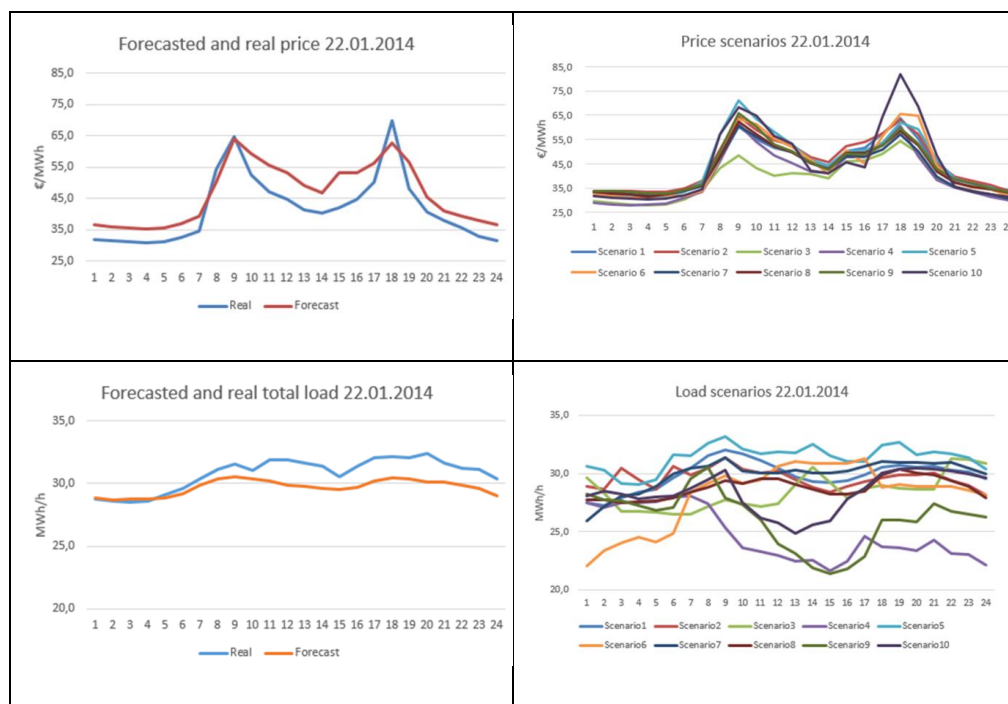 Forecasted and real price 22.01.2014
€/MWh
85,0
75,0
65,0
55,0
45,0
35,0
25,0
1 2 3 4 5 6 7 8 9 10 11 12 13 14 15 16 17 18 19 20 21 22 23 24
Real Forecast
Price scenarios 22.01.2014
€/MWh
85,0
75,0
65,0
55,0
45,0
35,0
25,0
1 2 3 4 5 6 7 8 9 10 11 12 13 14 15 16 17 18 19 20 21 22 23
Scenario 1 Scenario 2 Scenario 3 Scenario 4 Scenario 5
Scenario 6 Scenario 7 Scenario 8 Scenario 9 Scenario 10
Forecasted and real total load 22.01.2014
MWh/h
35,0
30,0
25,0
20,0
1 2 3 4 5 6 7 8 9 10 11 12 13 14 15 16 17 18 19 20 21 22 23 24
Real Forecast
Load scenarios 22.01.2014
MWh/h
35,0
30,0
25,0
20,0
1 2 3 4 5 6 7 8 9 10 11 12 13 14 15 16 17 18 19 20 21 22 23 24
Scenario1 Scenario2 Scenario3 Scenario4 Scenario5
Scenario6 Scenario7 Scenario8 Scenario9 Scenario10